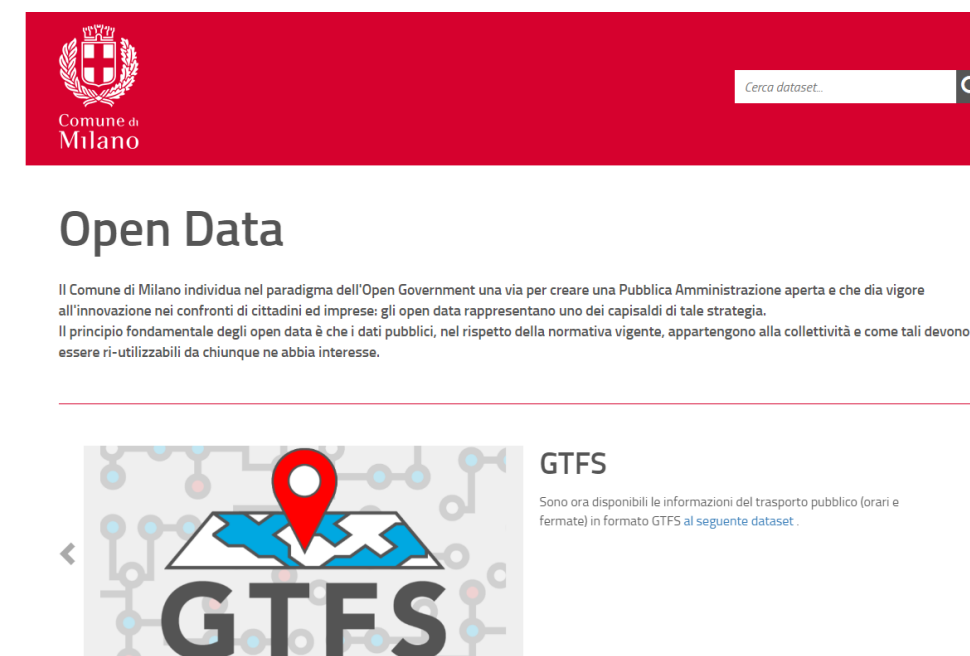 Comune di
Milano
Cerca dataset...
Open Data
Il Comune di Milano individua nel paradigma dell'Open Government una via per creare una Pubblica Amministrazione aperta e che dia vigore
all'innovazione nei confronti di cittadini ed imprese: gli open data rappresentano uno dei capisaldi di tale strategia.
Il principio fondamentale degli open data è che i dati pubblici, nel rispetto della normativa vigente, appartengono alla collettività e come tali devono
essere ri-utilizzabili da chiunque ne abbia interesse.
GTFS
Sono ora disponibili le informazioni del trasporto pubblico (orari e
fermate) in formato GTFS al seguente dataset .
GTFS